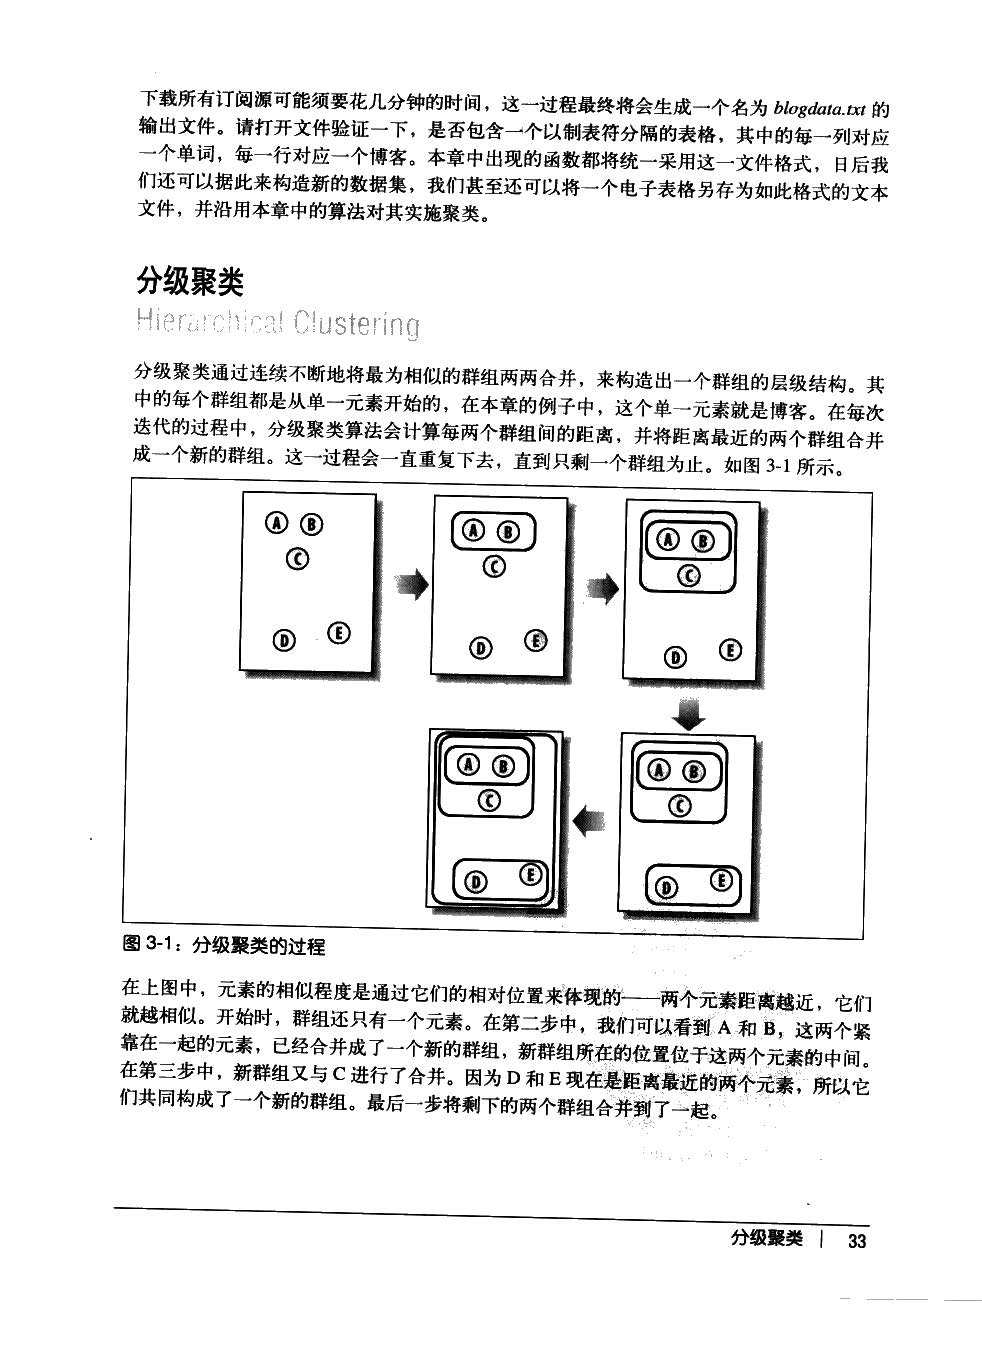 下载所有订阅源可能须要花几分钟的时间，这一过程最终将会生成一个名为 blogdata.txt 的
输出文件。请打开文件验证一下，是否包含一个以制表符分隔的表格，其中的每一列对应
一个单词，每一行对应一个博客。本章中出现的函数都将统一采用这一文件格式，日后我
们还可以据此来构造新的数据集，我们甚至还可以将一个电子表格另存为如此格式的文本
文件，并沿用本章中的算法对其实施聚类。
分级聚类
Hierarchical Clustering
分级聚类通过连续不断地将最为相似的群组两两合并，来构造出一个群组的层级结构。其
中的每个群组都是从单一元素开始的，在本章的例子中，这个单一元素就是博客。在每次
迭代的过程中，分级聚类算法会计算每两个群组间的距离，并将距离最近的两个群组合并
成一个新的群组。这一过程会一直重复下去，直到只剩一个群组为止。如图 3-1 所示。
A B
C
D E
A B
C
D E
A B
C
D E
A B
C
D E
A B
C
D E
图 3-1：分级聚类的过程
在上图中，元素的相似程度是通过它们的相对位置来体现的——两个元素距离越近，它们
就越相似。开始时，群组还只有一个元素。在第二步中，我们可以看到 A 和 B，这两个紧
靠在一起的元素，已经合并成了一个新的群组，新群组所在的位置位于这两个元素的中间。
在第三步中，新群组又与 C 进行了合并。因为 D 和 E 现在是距离最近的两个元素，所以它
们共同构成了一个新的群组。最后一步将剩下的两个群组合并到了一起。
分级聚类 | 33